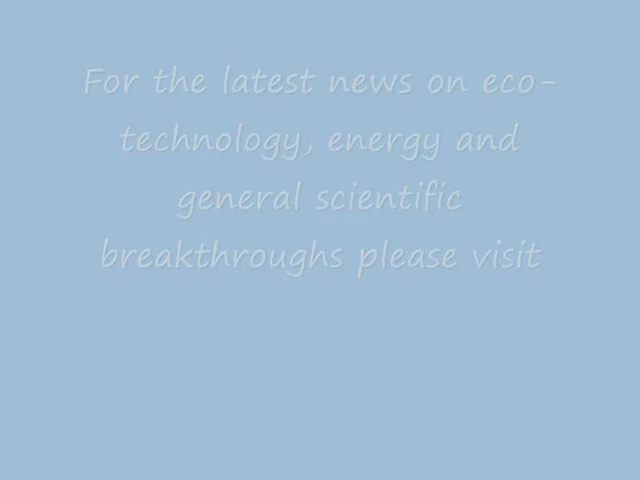 For the latest news on eco-
technology, energy and
general scientific
breakthroughs please visit